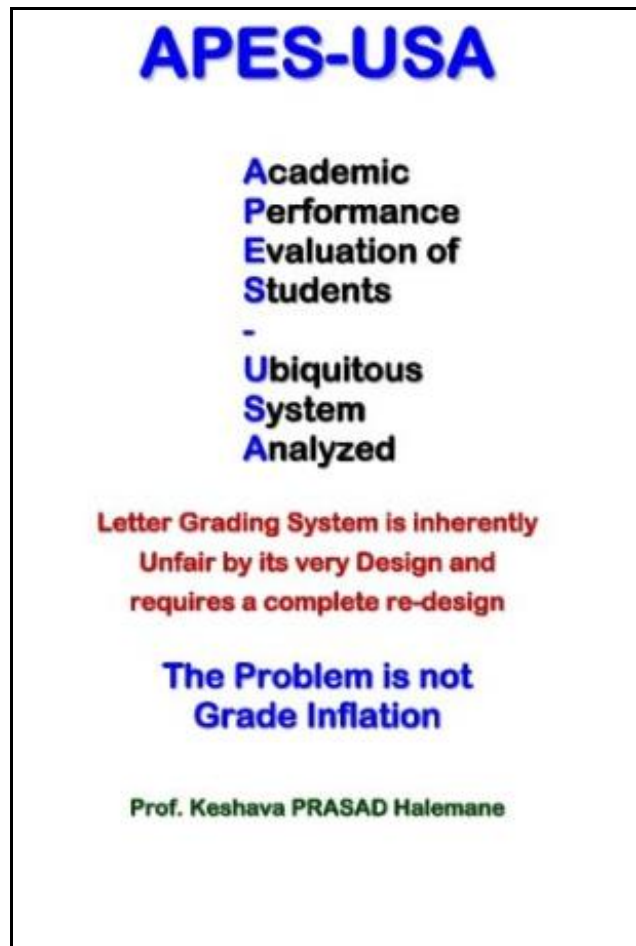 APES-USA
Academic
Performance
Evaluation of
Students
-
Ubiquitous
System
Analyzed
Letter Grading System is inherently
Unfair by its very Design and
requires a complete re-design
The Problem is not
Grade Inflation
Prof. Keshava PRASAD Halemane